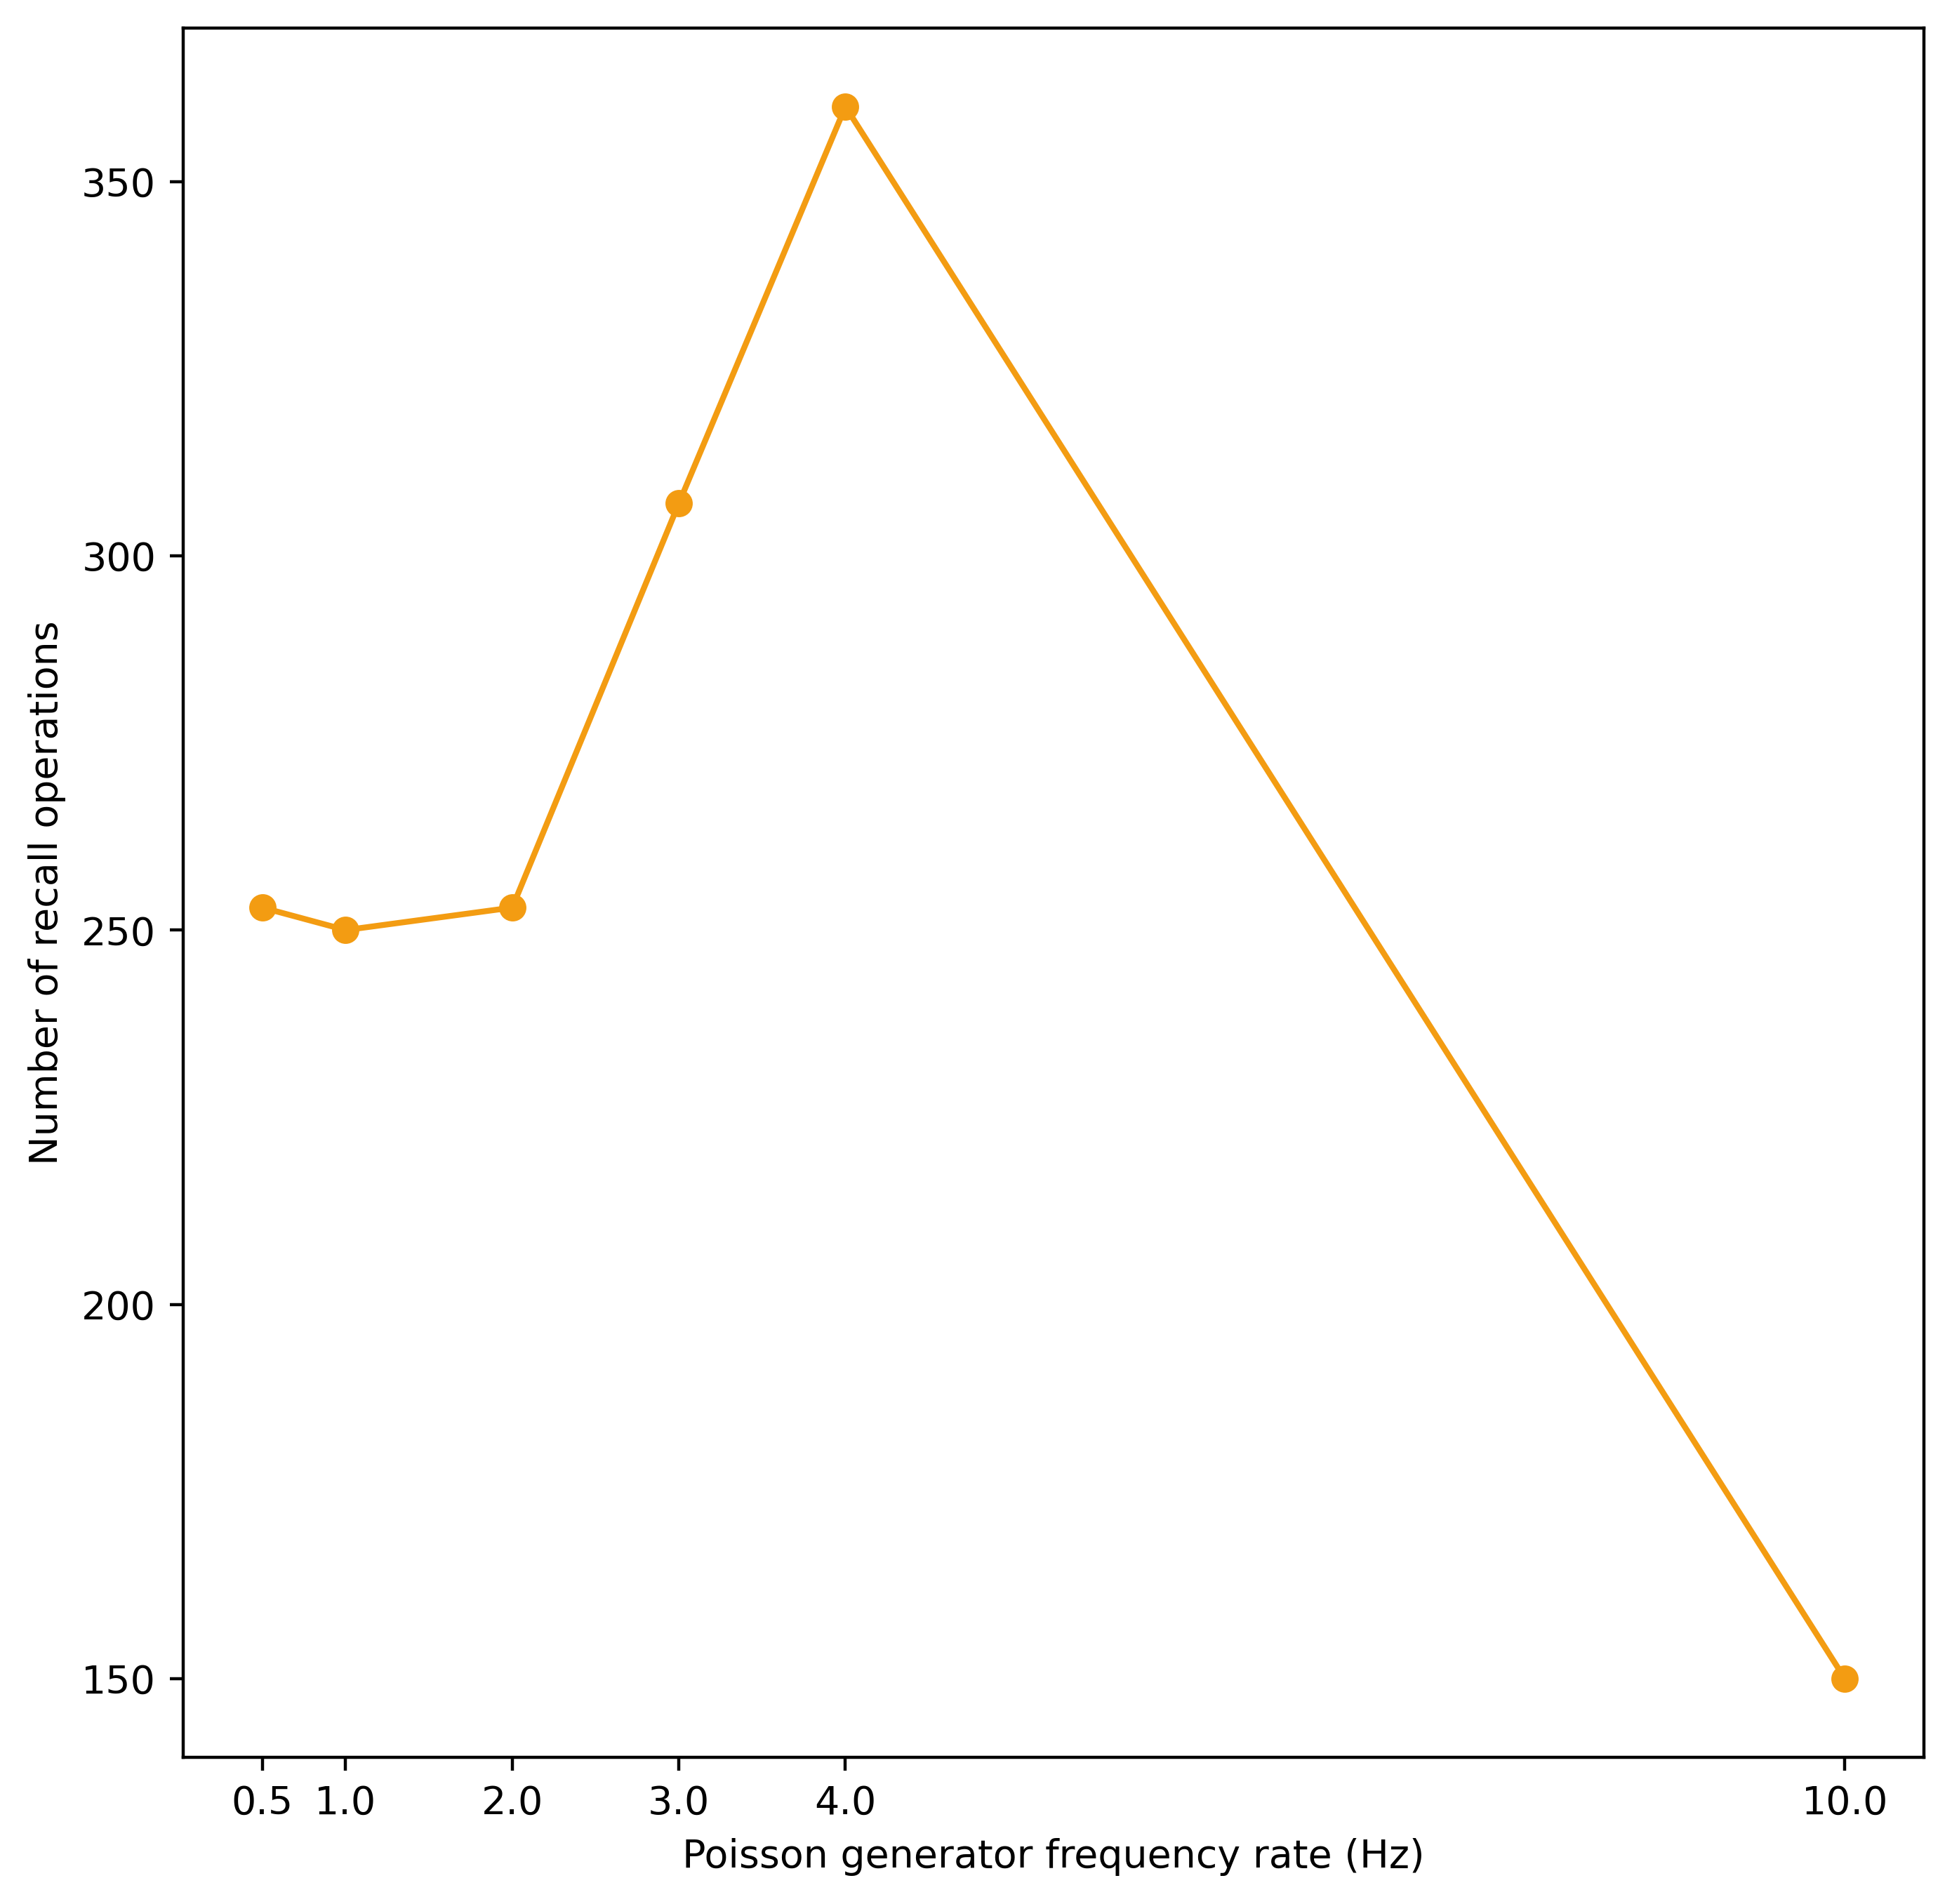 Number of recall operations
350
300
250
200
150
0.5 1.0 2.0 3.0 4.0 10.0
Poisson generator frequency rate (Hz)